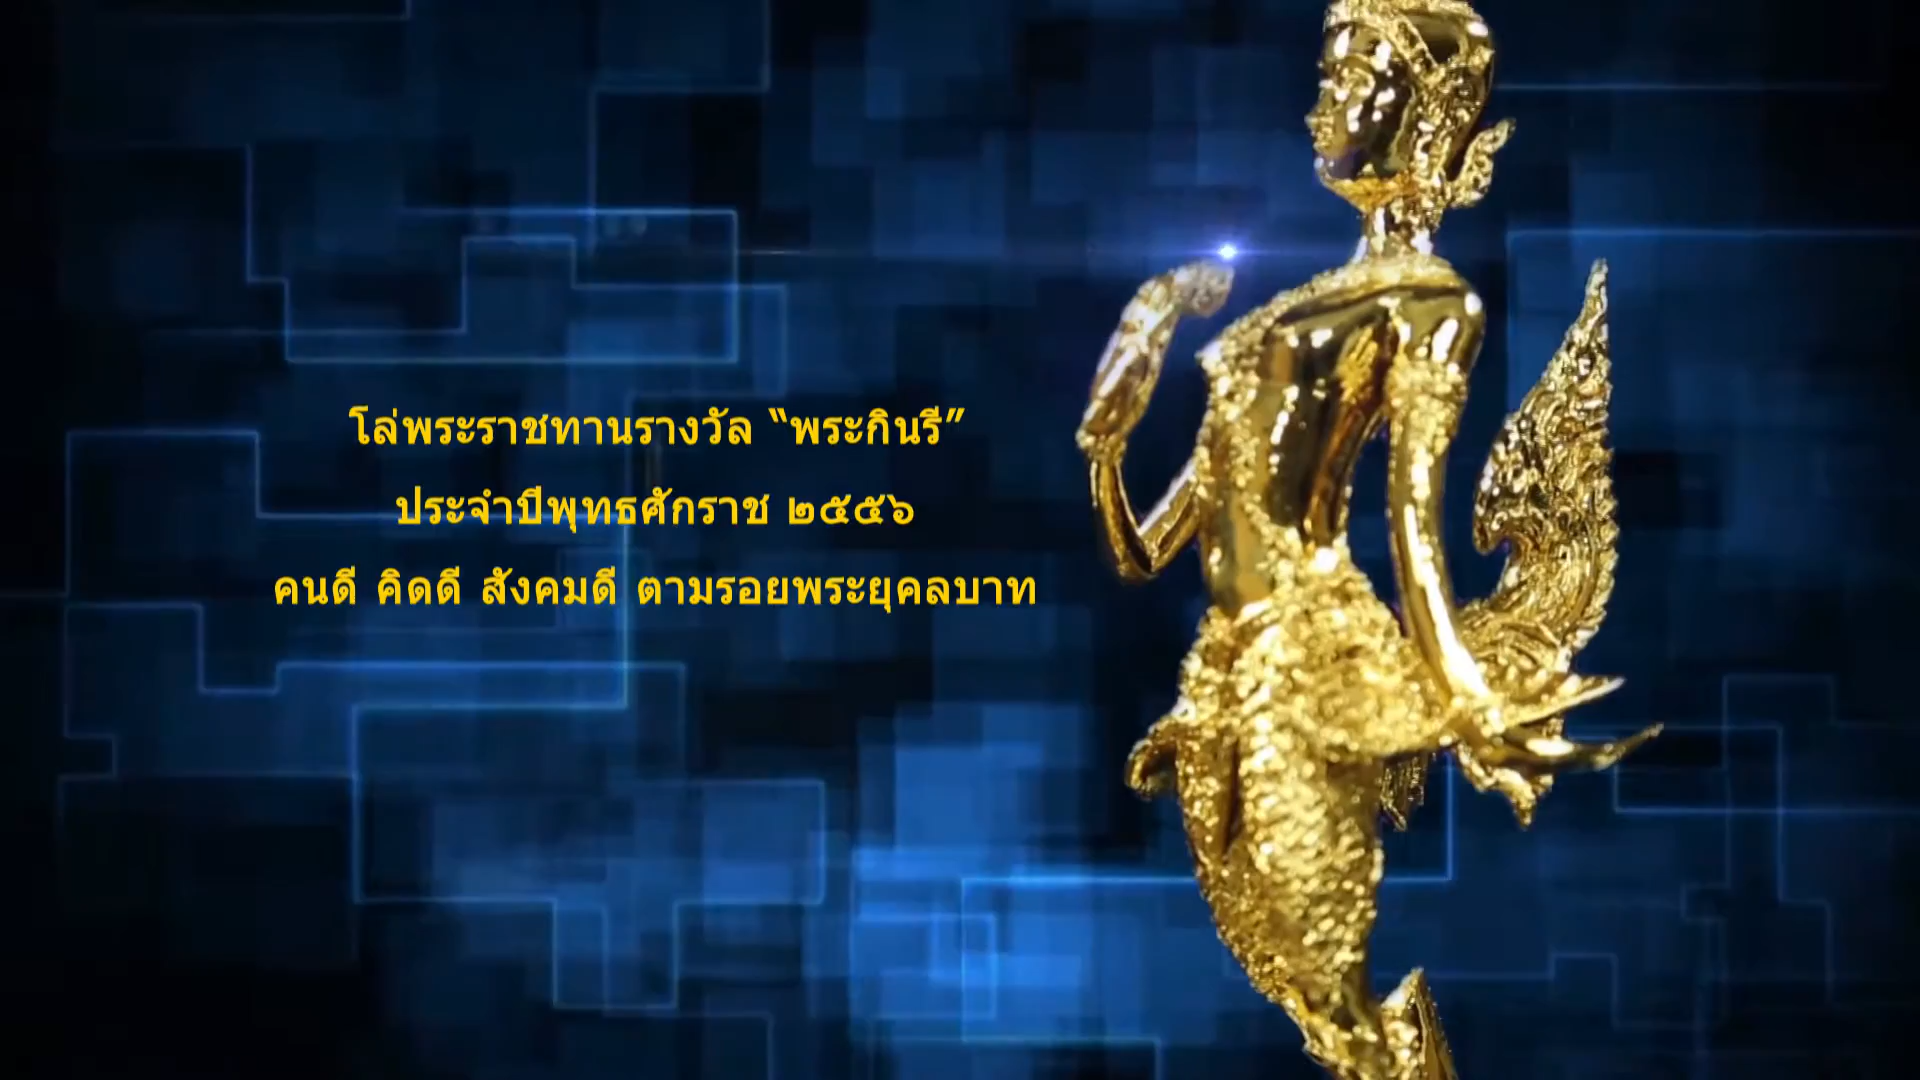 โล่พระราชทานรางวัล “พระกินรี”
ประจำปีพุทธศักราช ๒๕๕๖
คนดี คิดดี สังคมดี ตามรอยพระยุคลบาท